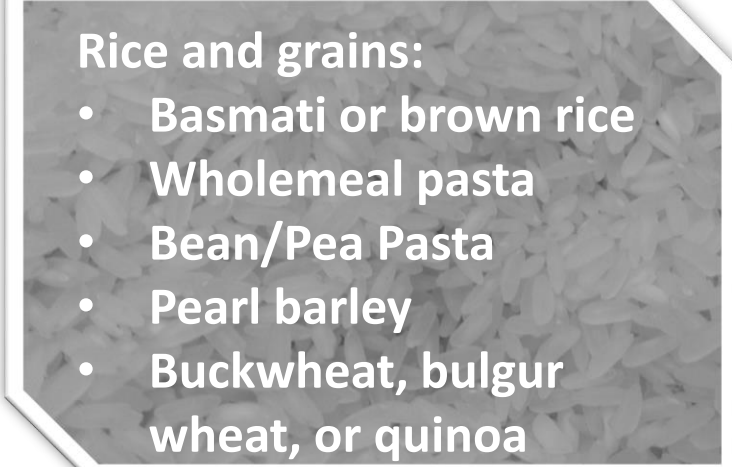 Rice and grains:
• Basmati or brown rice
• Wholemeal pasta
• Bean/Pea Pasta
• Pearl barley
• Buckwheat, bulgur
wheat, or quinoa